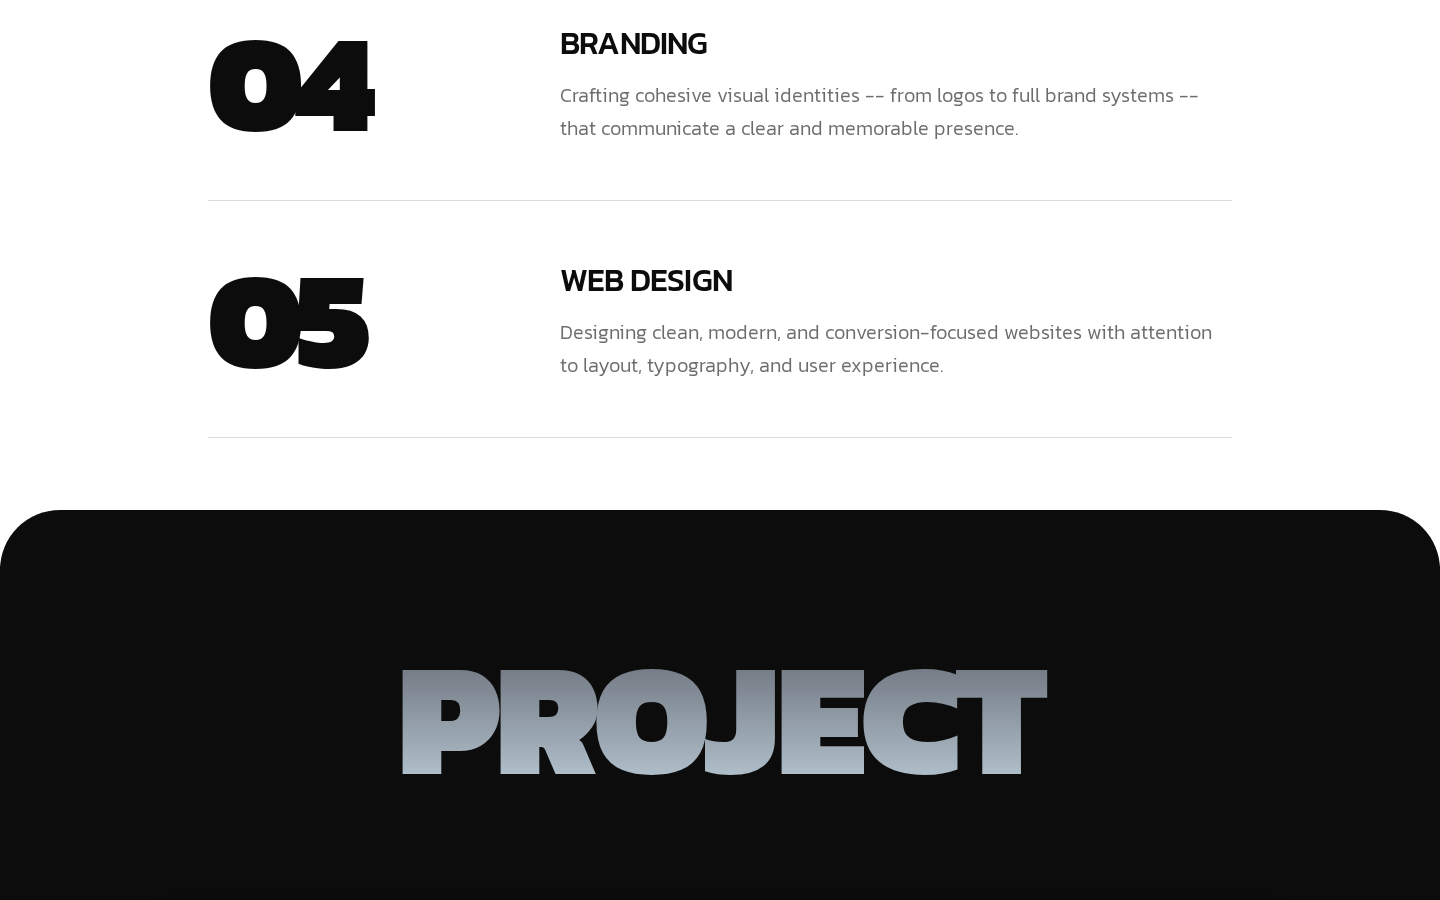 04
BRANDING
Crafting cohesive visual identities -- from logos to full brand systems --
that communicate a clear and memorable presence.
05
WEB DESIGN
Designing clean, modern, and conversion-focused websites with attention
to layout, typography, and user experience.
PROJECT